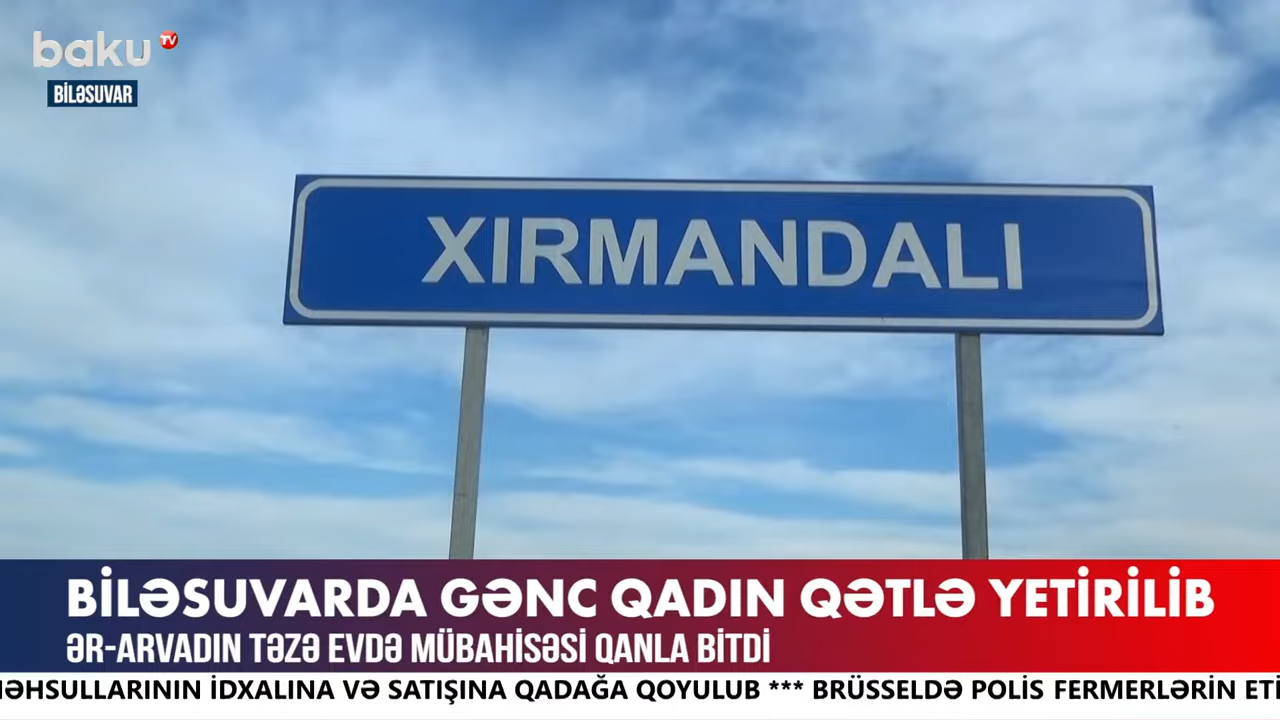 baku TV
BİLƏSUVAR
XIRMANDALI
BİLƏSUVARDA GƏNC QADIN QƏTLƏ YETİRİLİB
ƏR-ARVADIN TƏZƏ EVDƏ MÜBAHİSƏSİ QANLA BİTDİ
İDXALINA VƏ SATIŞINA QADAĞA QOYULUB *** BRÜSSELDƏ POLİS FERMERLƏRİN